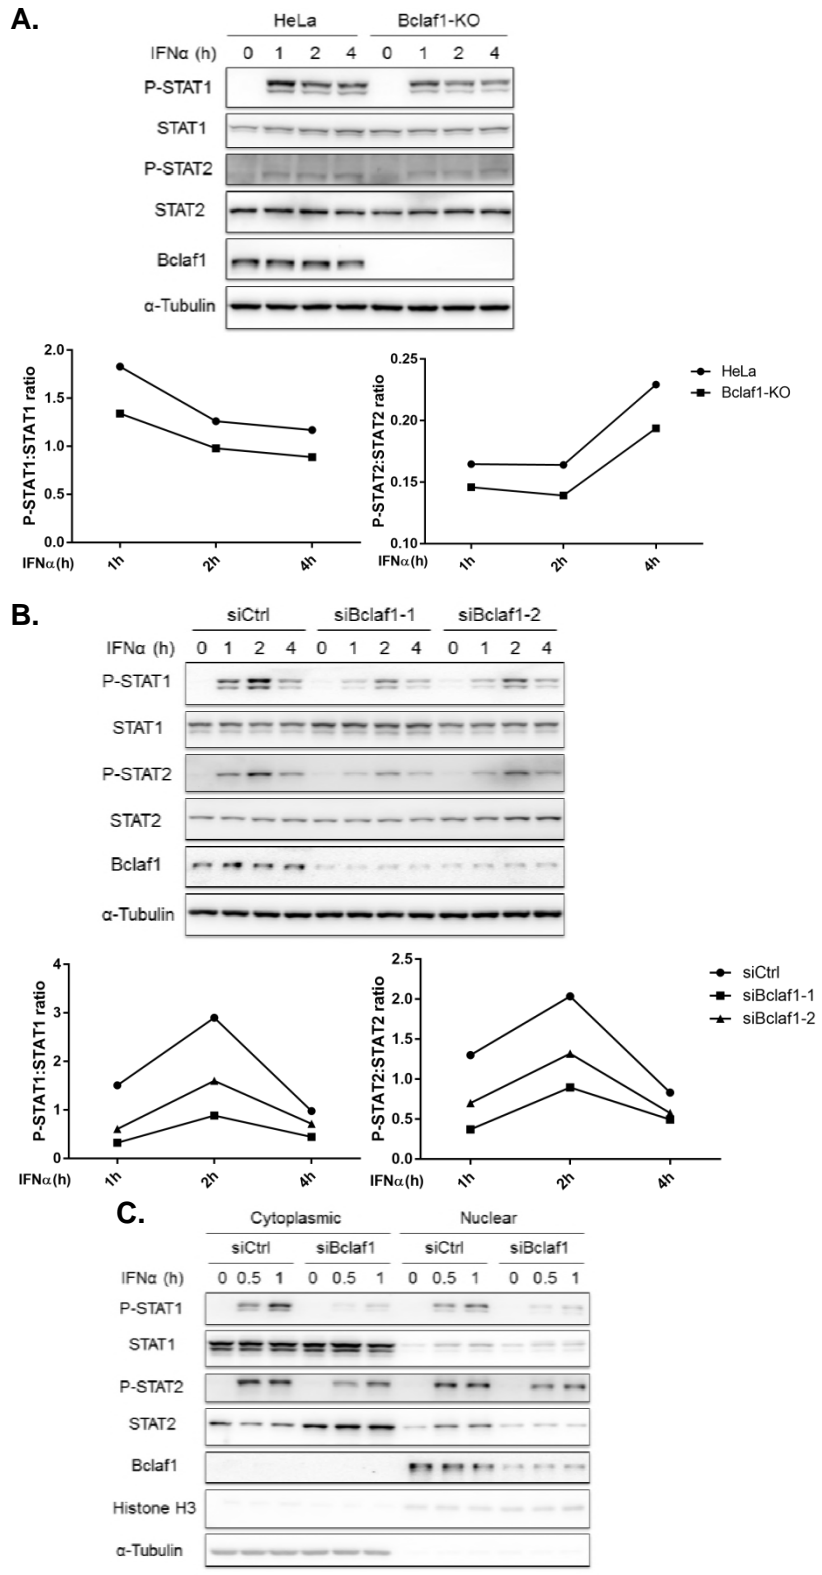 A.
HeLa Bclaf1-KO
IFNα (h) 0 1 2 4 0 1 2 4
P-STAT1
STAT1
P-STAT2
STAT2
Bclaf1
α-Tubulin
P-STAT1:STAT1 ratio
2.0
1.5
1.0
0.5
0.0
IFNα(h) 1h 2h 4h
P-STAT2:STAT2 ratio
0.25
0.20
0.15
0.10
IFNα(h) 1h 2h 4h
HeLa
Bclaf1-KO
B.
siCtrl siBclaf1-1 siBclaf1-2
IFNα (h) 0 1 2 4 0 1 2 4 0 1 2 4
P-STAT1
STAT1
P-STAT2
STAT2
Bclaf1
α-Tubulin
P-STAT1:STAT1 ratio
4
3
2
1
0
IFNα(h) 1h 2h 4h
P-STAT2:STAT2 ratio
2.5
2.0
1.5
1.0
0.5
0.0
IFNα(h) 1h 2h 4h
siCtrl
siBclaf1-1
siBclaf1-2
C.
Cytoplasmic Nuclear
siCtrl siBclaf1 siCtrl siBclaf1
IFNα (h) 0 0.5 1 0 0.5 1 0 0.5 1 0 0.5 1
P-STAT1
STAT1
P-STAT2
STAT2
Bclaf1
Histone H3
α-Tubulin